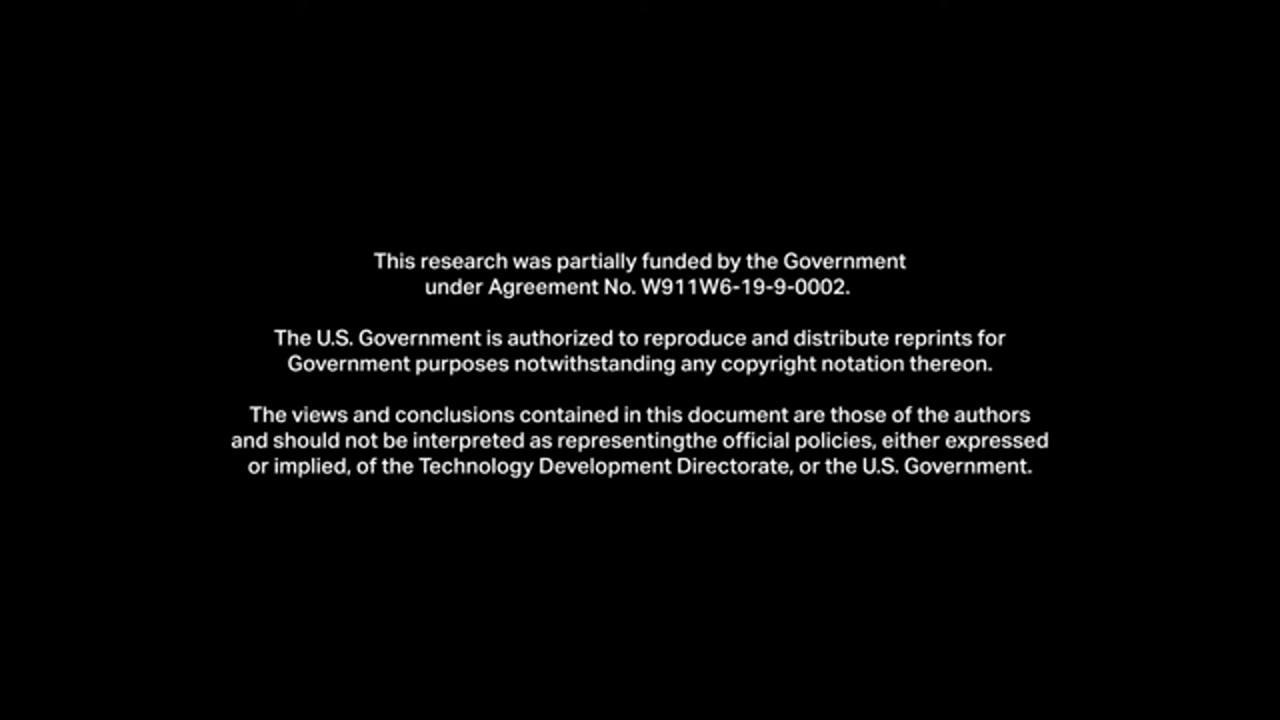 This research was partially funded by the Government
under Agreement No. W911W6-19-9-0002.
The U.S. Government is authorized to reproduce and distribute reprints for
Government purposes notwithstanding any copyright notation thereon.
The views and conclusions contained in this document are those of the authors
and should not be interpreted as representingthe official policies, either expressed
or implied, of the Technology Development Directorate, or the U.S. Government.